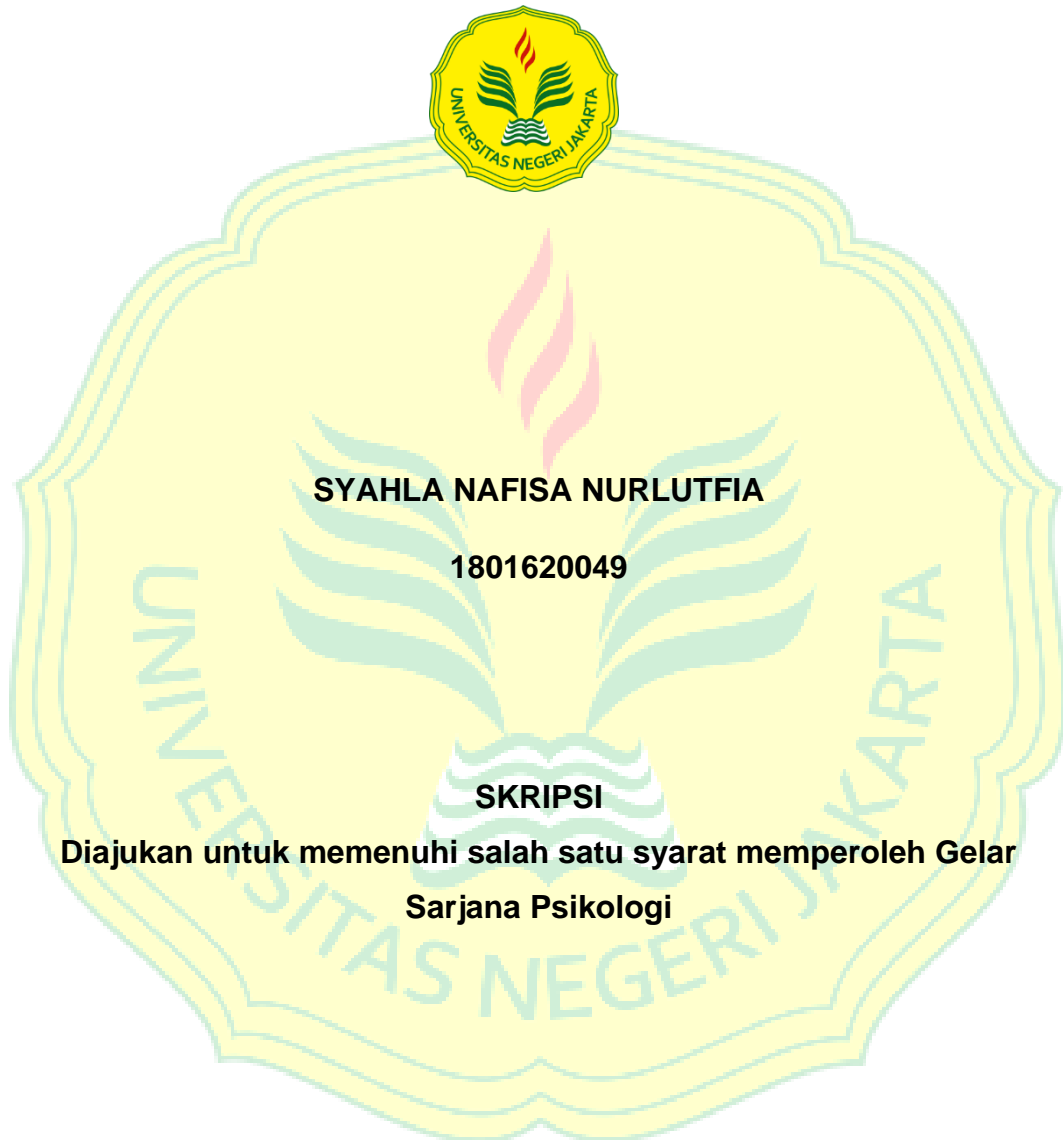 UNIVERSITAS NEGERI JAKARTA
SYAHLA NAFISA NURLUTFIA
1801620049
SKRIPSI
Diajukan untuk memenuhi salah satu syarat memperoleh Gelar
Sarjana Psikologi
UNIVERSITAS NEGERI JAKARTA